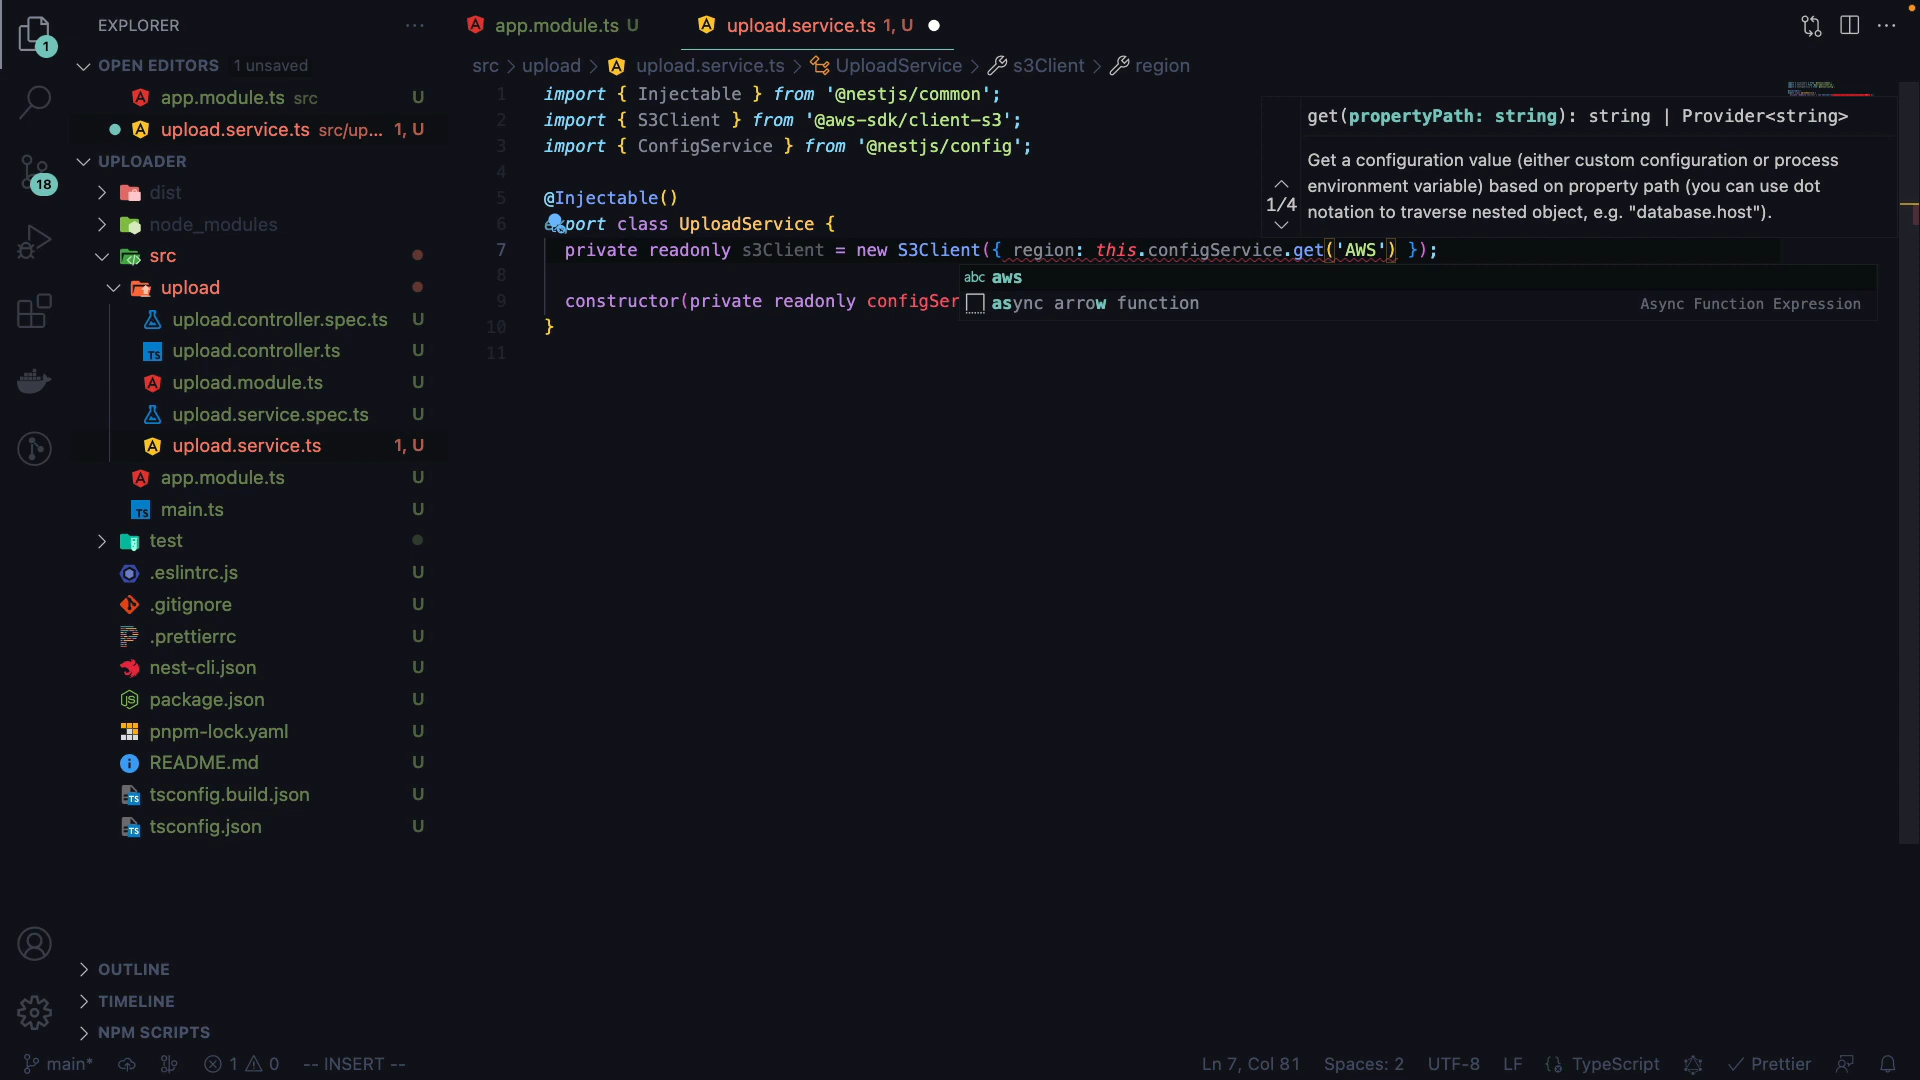 EXPLORER
OPEN EDITORS 1 unsaved
app.module.ts src U
upload.service.ts src/up... 1, U
UPLOADER
dist
node_modules
src
upload
upload.controller.spec.ts U
upload.controller.ts U
upload.module.ts U
upload.service.spec.ts U
upload.service.ts 1, U
app.module.ts U
main.ts U
test
.eslintrc.js U
.gitignore U
.prettierrc U
nest-cli.json U
package.json U
pnpm-lock.yaml U
README.md U
tsconfig.build.json U
tsconfig.json U
OUTLINE
TIMELINE
NPM SCRIPTS
1
18
app.module.ts U
upload.service.ts 1, U
src > upload > upload.service.ts > UploadService > s3Client > region
1 import { Injectable } from '@nestjs/common';
2 import { S3Client } from '@aws-sdk/client-s3';
3 import { ConfigService } from '@nestjs/config';
4
5 @Injectable()
6 export class UploadService {
7 private readonly s3Client = new S3Client({ region: this.configService.get('AWS') });
8
9 constructor(private readonly configSer
10 }
11
get(propertyPath: string): string | Provider<string>
1/4
Get a configuration value (either custom configuration or process
environment variable) based on property path (you can use dot
notation to traverse nested object, e.g. "database.host").
abc aws
async arrow function Async Function Expression
main* 1 0 -- INSERT --
Ln 7, Col 81 Spaces: 2 UTF-8 LF {} TypeScript Prettier